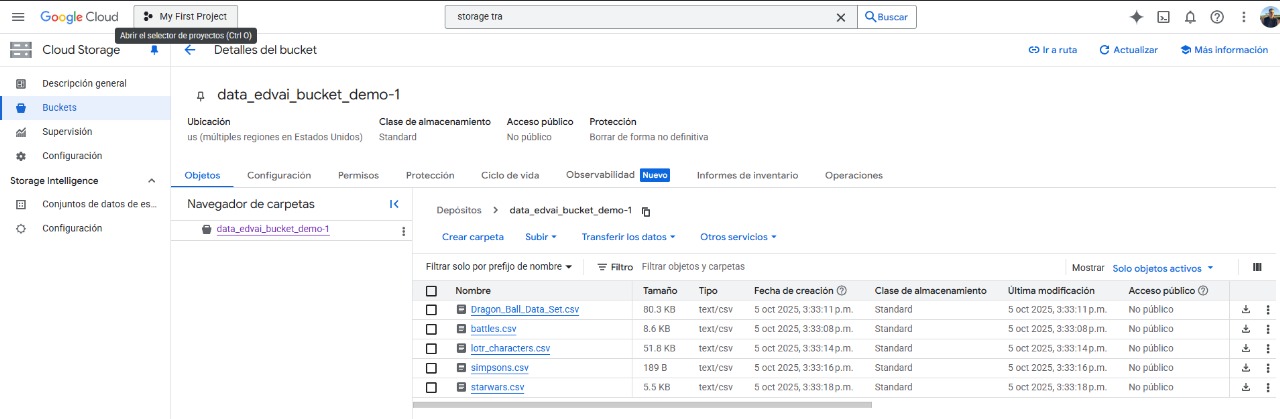 Google Cloud My First Project storage tra Buscar
Abrir el selector de proyectos (Ctrl O)
Cloud Storage Detalles del bucket Ir a ruta Actualizar Más información
Descripción general
Buckets
Supervisión
Configuración
Storage Intelligence
Conjuntos de datos de es...
Configuración
data_edvai_bucket_demo-1
Ubicación Clase de almacenamiento Acceso público Protección
us (múltiples regiones en Estados Unidos) Standard No público Borrar de forma no definitiva
Objetos Configuración Permisos Protección Ciclo de vida Observabilidad Nuevo Informes de inventario Operaciones
Navegador de carpetas
data_edvai_bucket_demo-1
Depósitos > data_edvai_bucket_demo-1
Crear carpeta Subir Transferir los datos Otros servicios
Filtrar solo por prefijo de nombre Filtro Filtrar objetos y carpetas Mostrar Solo objetos activos
Nombre Tamaño Tipo Fecha de creación Clase de almacenamiento Última modificación Acceso público
Dragon_Ball_Data_Set.csv 80.3 KB text/csv 5 oct 2025, 3:33:11 p.m. Standard 5 oct 2025, 3:33:11 p.m. No público
battles.csv 8.6 KB text/csv 5 oct 2025, 3:33:08 p.m. Standard 5 oct 2025, 3:33:08 p.m. No público
lotr_characters.csv 51.8 KB text/csv 5 oct 2025, 3:33:14 p.m. Standard 5 oct 2025, 3:33:14 p.m. No público
simpsons.csv 189 B text/csv 5 oct 2025, 3:33:16 p.m. Standard 5 oct 2025, 3:33:16 p.m. No público
starwars.csv 5.5 KB text/csv 5 oct 2025, 3:33:18 p.m. Standard 5 oct 2025, 3:33:18 p.m. No público